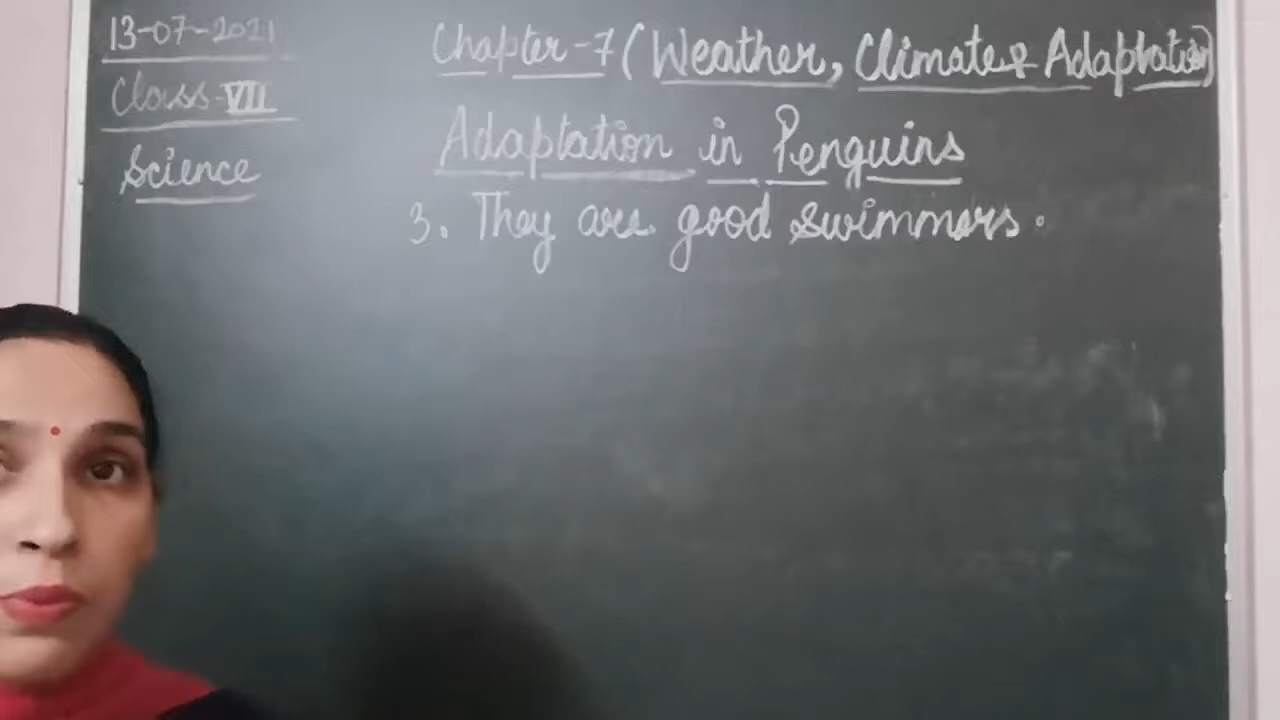 13-07-2021
Class-VII
Science
Chapter-7 (Weather, Climate & Adaptation)
Adaptation in Penguins
3. They are good swimmers.